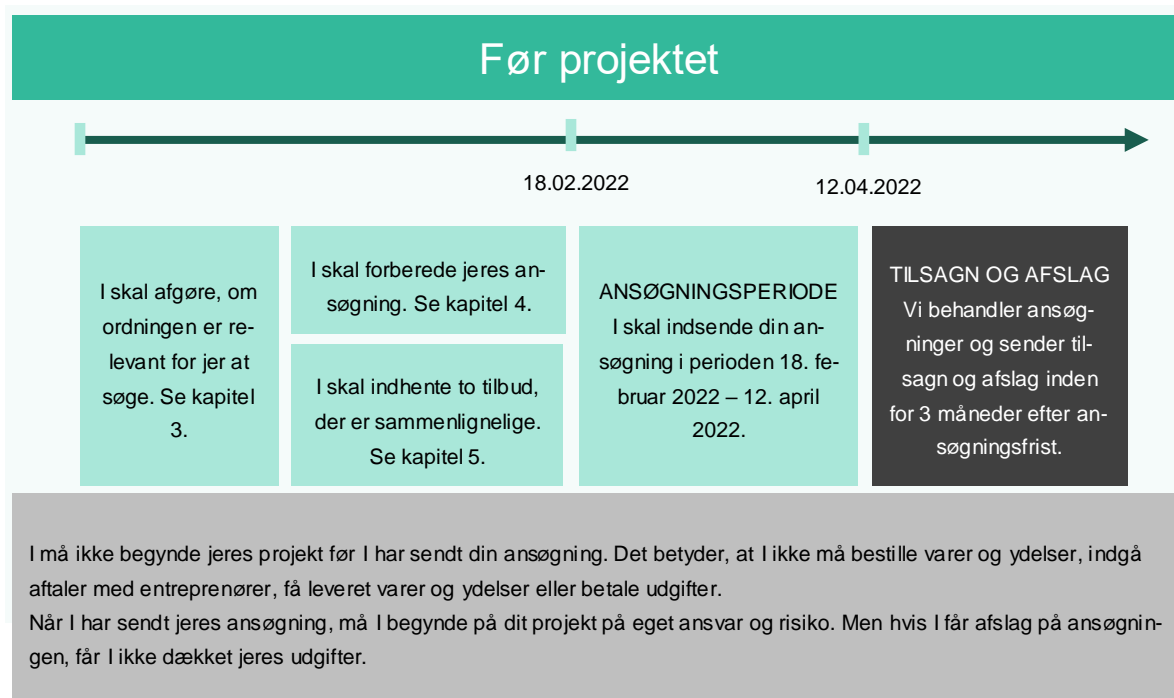 Før projektet
18.02.2022
12.04.2022
I skal afgøre, om
ordningen er re-
levant for jer at
søge. Se kapitel
3.
I skal forberede jeres an-
søgning. Se kapitel 4.
I skal indhente to tilbud,
der er sammenlignelige.
Se kapitel 5.
ANSØGNINGSPERIODE
I skal indsende din an-
søgning i perioden 18. fe-
bruar 2022 – 12. april
2022.
TILSAGN OG AFSLAG
Vi behandler ansøg-
ninger og sender til-
sagn og afslag inden
for 3 måneder efter an-
søgningsfrist.
I må ikke begynde jeres projekt før I har sendt din ansøgning. Det betyder, at I ikke må bestille varer og ydelser, indgå
aftaler med entreprenører, få leveret varer og ydelser eller betale udgifter.
Når I har sendt jeres ansøgning, må I begynde på dit projekt på eget ansvar og risiko. Men hvis I får afslag på ansøgnin-
gen, får I ikke dækket jeres udgifter.